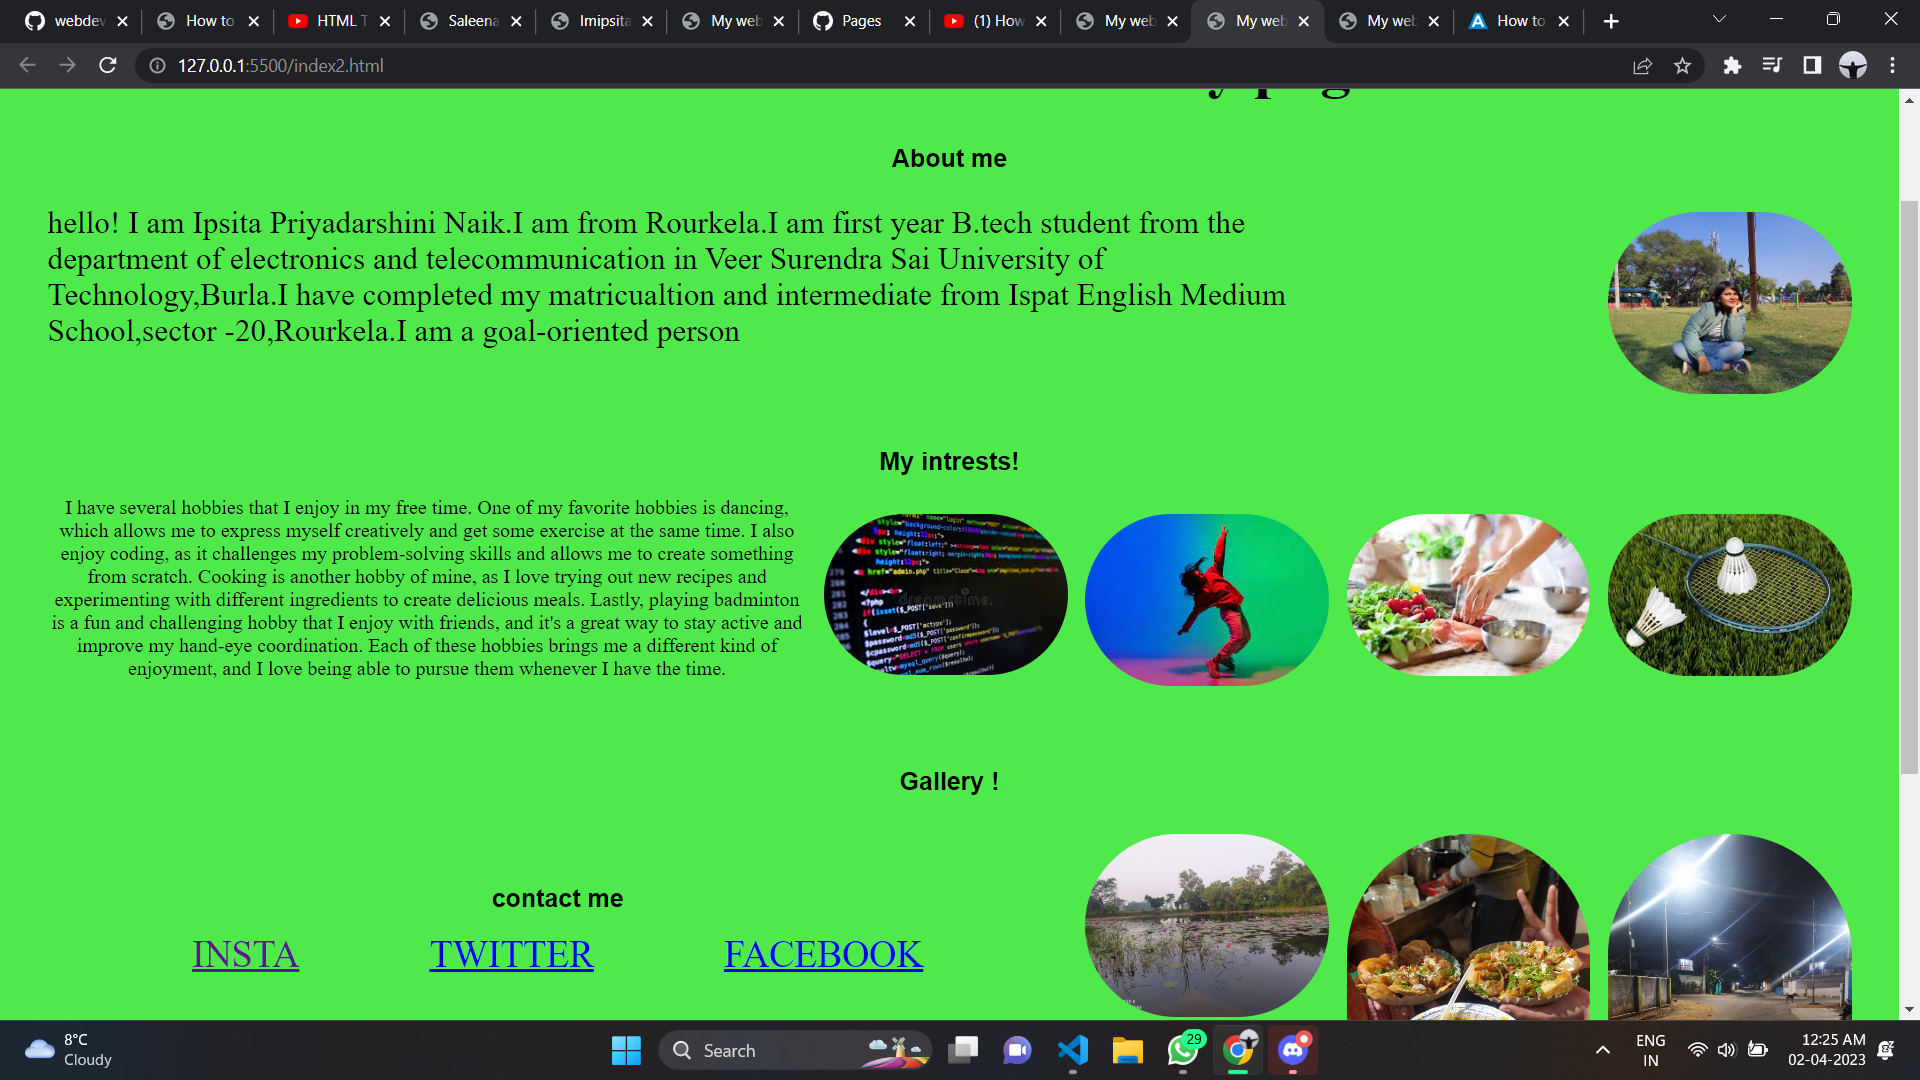 webdev
How to
HTML T
Saleena
Imipsita
My web
Pages
(1) How
My web
My web
My web
How to
127.0.0.1:5500/index2.html
About me
hello! I am Ipsita Priyadarshini Naik.I am from Rourkela.I am first year B.tech student from the
department of electronics and telecommunication in Veer Surendra Sai University of
Technology,Burla.I have completed my matricualtion and intermediate from Ispat English Medium
School,sector -20,Rourkela.I am a goal-oriented person
My intrests!
I have several hobbies that I enjoy in my free time. One of my favorite hobbies is dancing,
which allows me to express myself creatively and get some exercise at the same time. I also
enjoy coding, as it challenges my problem-solving skills and allows me to create something
from scratch. Cooking is another hobby of mine, as I love trying out new recipes and
experimenting with different ingredients to create delicious meals. Lastly, playing badminton
is a fun and challenging hobby that I enjoy with friends, and it's a great way to stay active and
improve my hand-eye coordination. Each of these hobbies brings me a different kind of
enjoyment, and I love being able to pursue them whenever I have the time.
Gallery !
contact me
INSTA
TWITTER
FACEBOOK
8°C
Cloudy
Search
29
ENG
IN
12:25 AM
02-04-2023